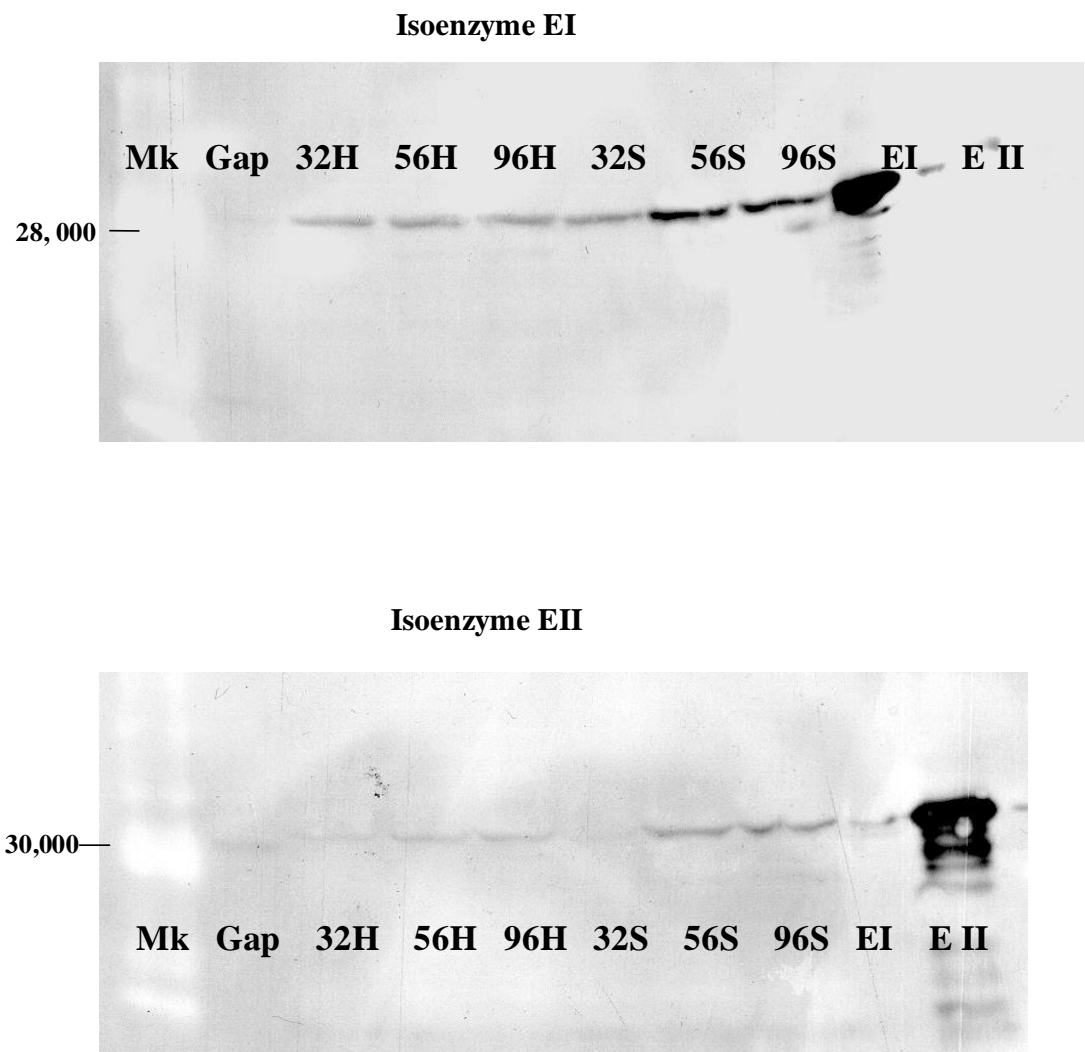 Isoenzyme EI
Mk Gap 32H 56H 96H 32S 56S 96S EI E II
28, 000
Isoenzyme EII
30,000
Mk Gap 32H 56H 96H 32S 56S 96S EI E II